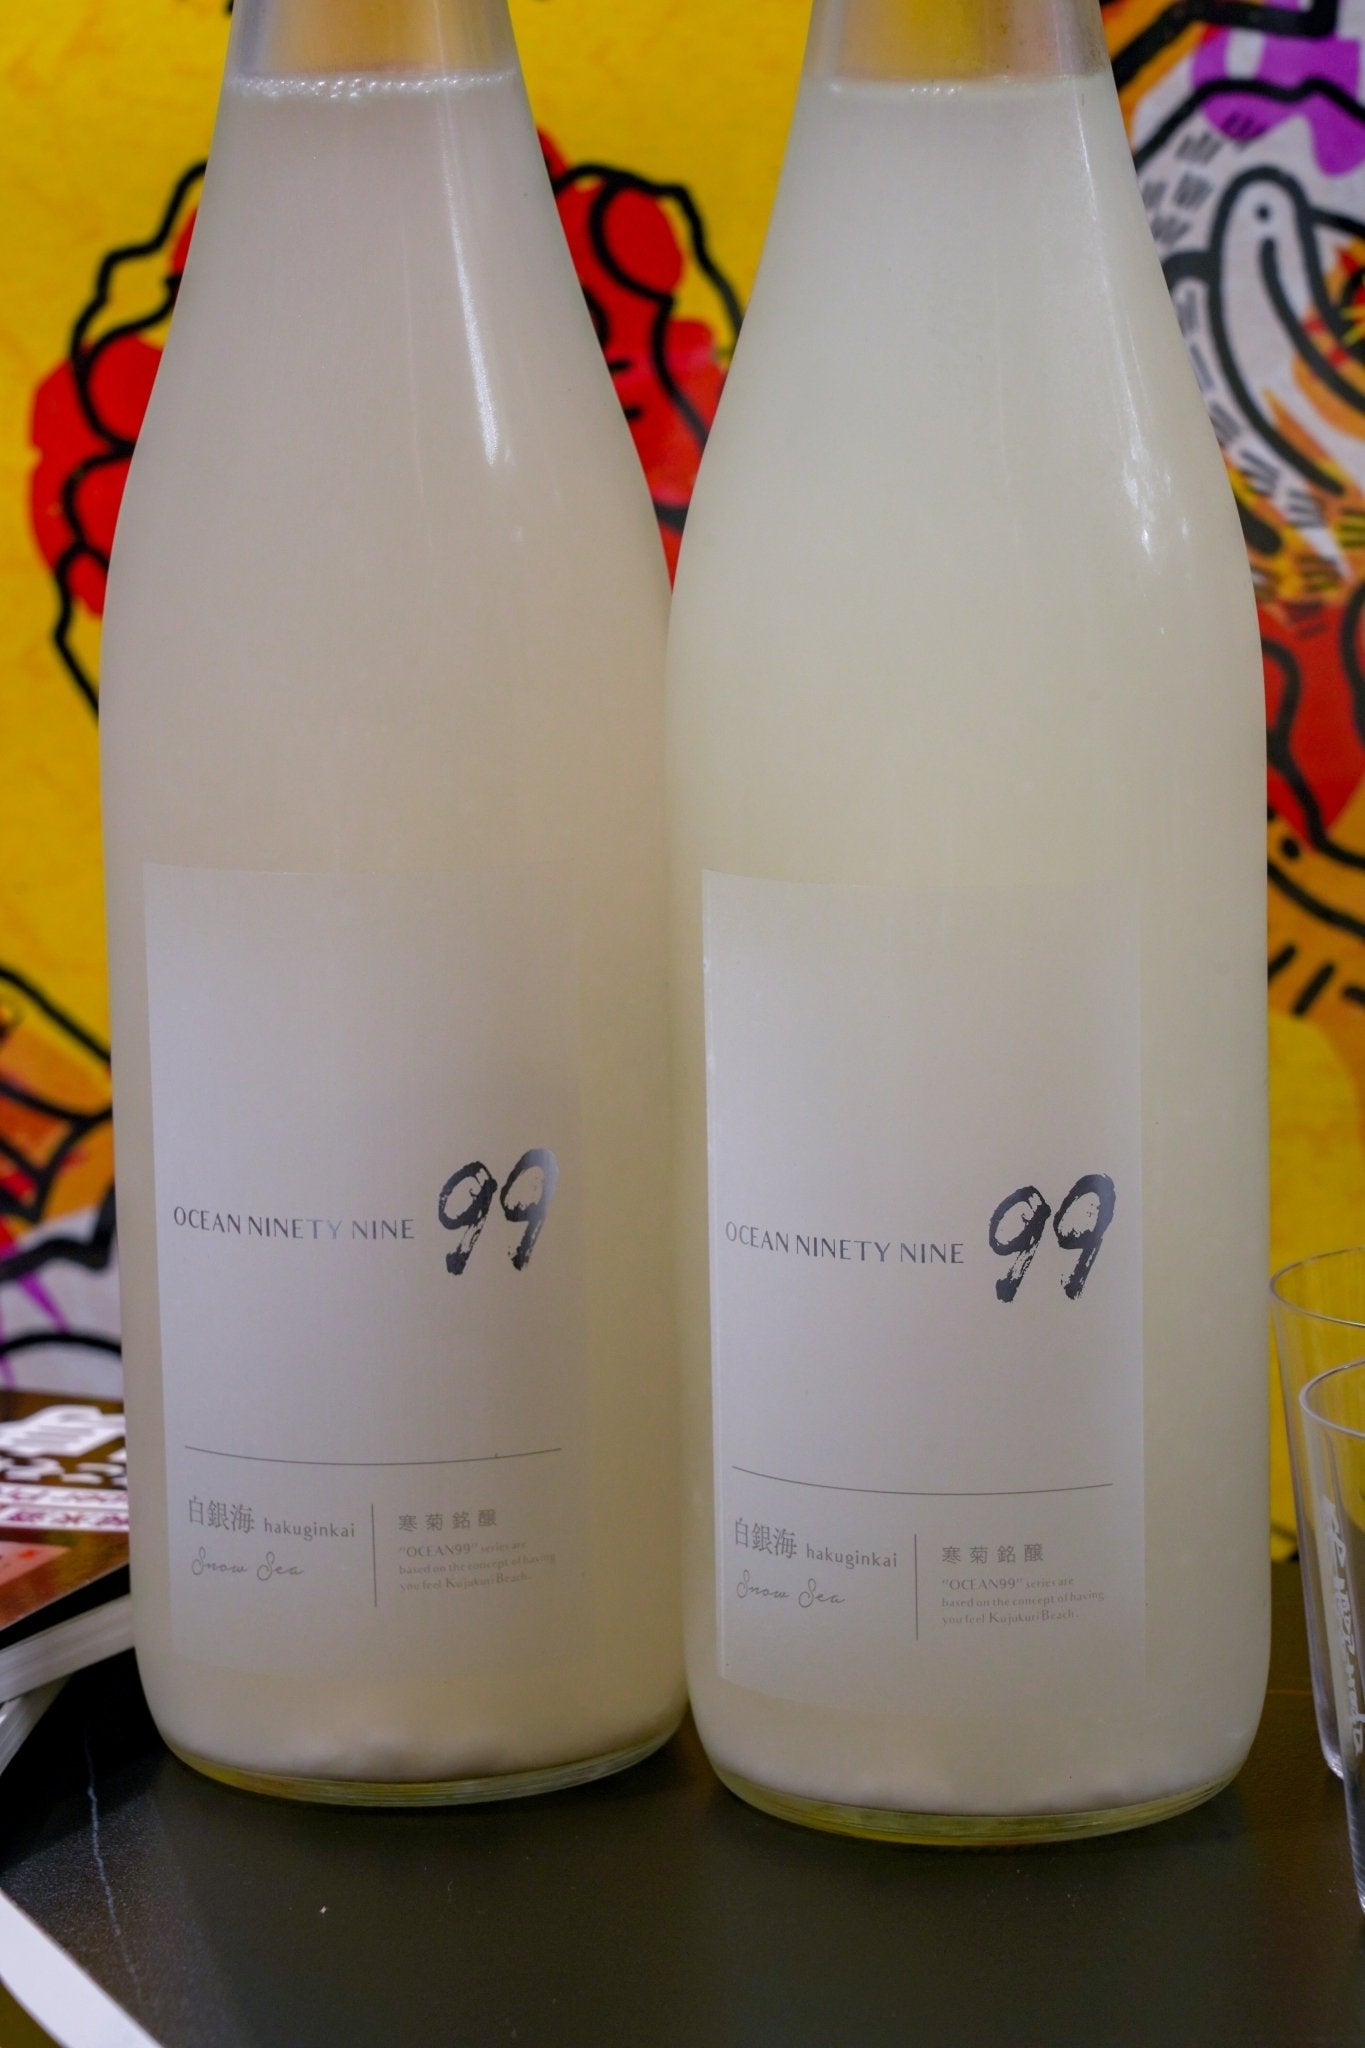 OCEAN NINETY NINE 99
白銀海 hakuginkai
Snow Sea
寒菊銘醸
"OCEAN99" series are
based on the concept of having
you feel Kujukuri Beach.
OCEAN NINETY NINE 99
白銀海 hakuginkai
Snow Sea
寒菊銘醸
"OCEAN99" series are
based on the concept of having
you feel Kujukuri Beach.